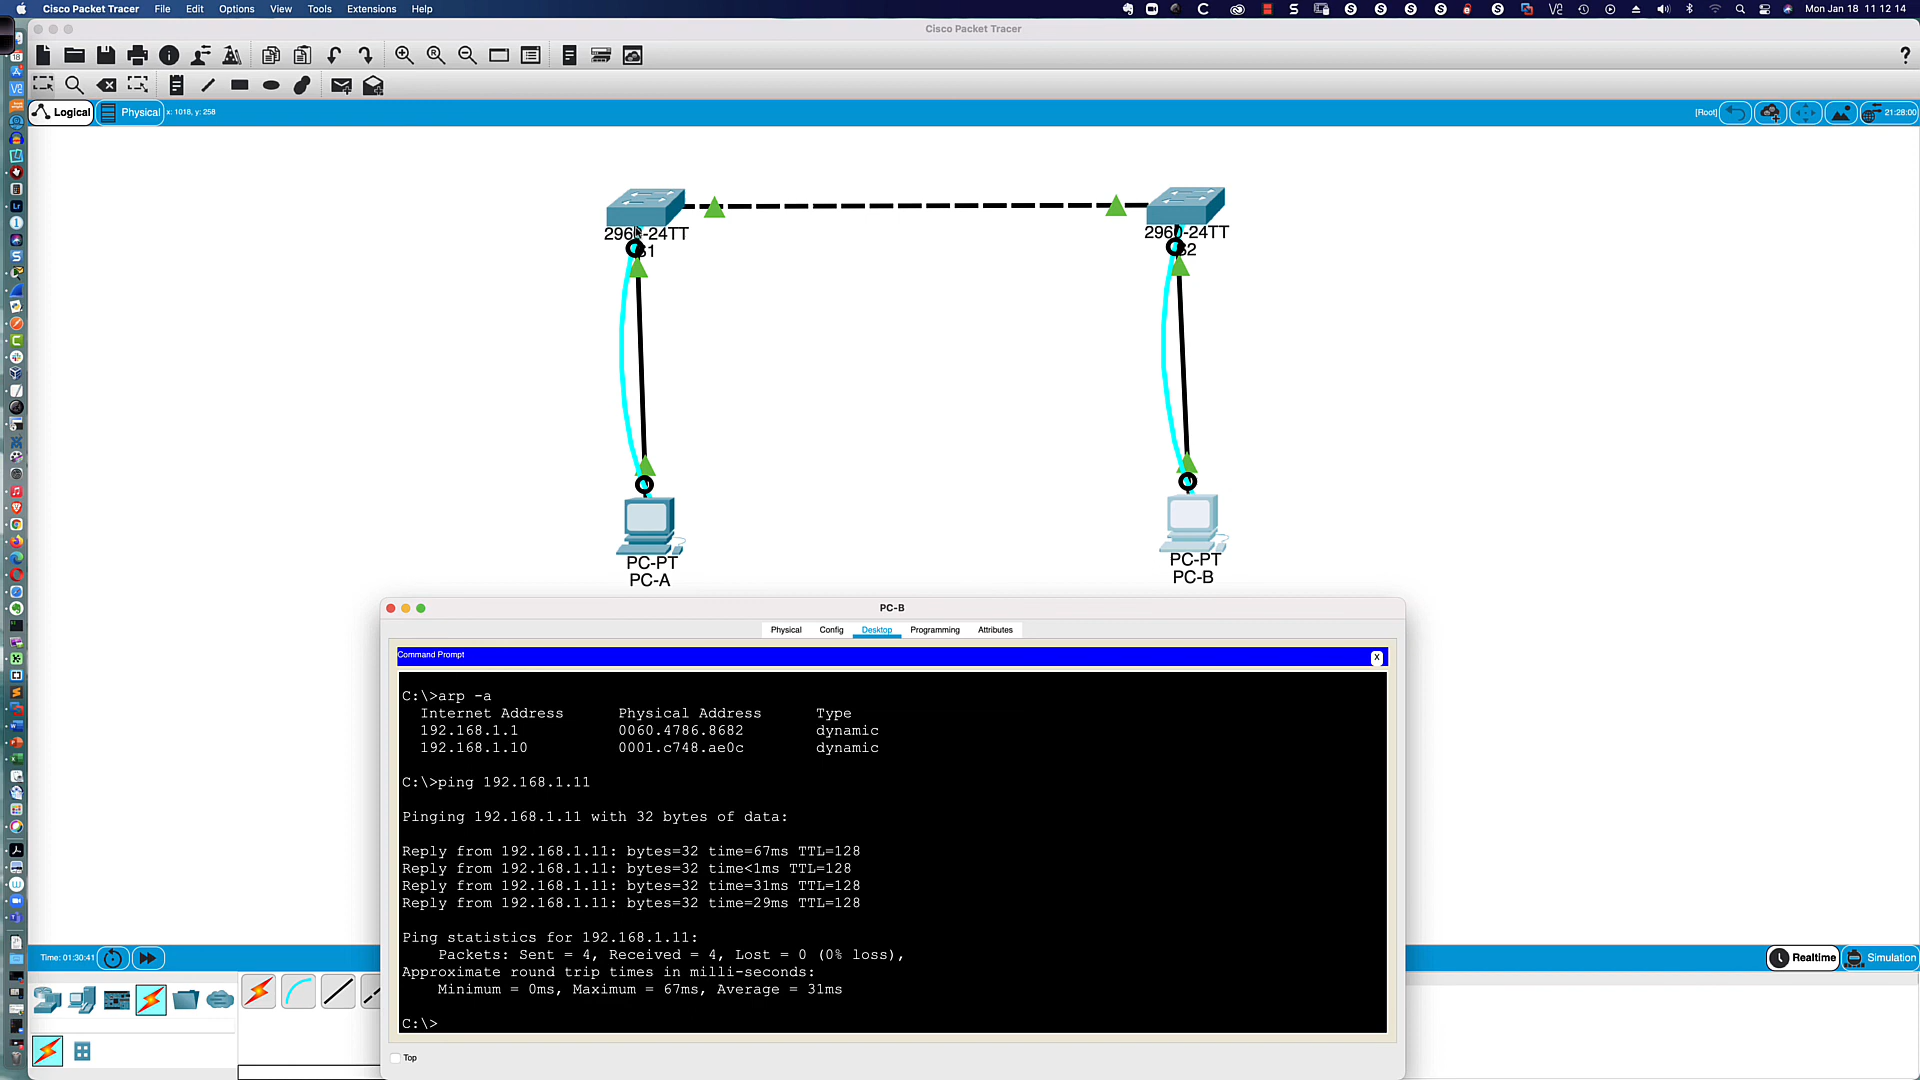 Cisco Packet Tracer File Edit Options View Tools Extensions Help
Mon Jan 18 11 12 14
Cisco Packet Tracer
Logical
Physical
x: 1018, y: 258
[Root]
21:28:00
2960-24TT
S1
2960-24TT
S2
PC-PT
PC-A
PC-PT
PC-B
PC-B
Physical Config Desktop Programming Attributes
Command Prompt
X
C:\>arp -a
Internet Address Physical Address Type
192.168.1.1 0060.4786.8682 dynamic
192.168.1.10 0001.c748.ae0c dynamic
C:\>ping 192.168.1.11
Pinging 192.168.1.11 with 32 bytes of data:
Reply from 192.168.1.11: bytes=32 time=67ms TTL=128
Reply from 192.168.1.11: bytes=32 time<1ms TTL=128
Reply from 192.168.1.11: bytes=32 time=31ms TTL=128
Reply from 192.168.1.11: bytes=32 time=29ms TTL=128
Ping statistics for 192.168.1.11:
Packets: Sent = 4, Received = 4, Lost = 0 (0% loss),
Approximate round trip times in milli-seconds:
Minimum = 0ms, Maximum = 67ms, Average = 31ms
C:\>
Top
Time: 01:30:41
Realtime
Simulation